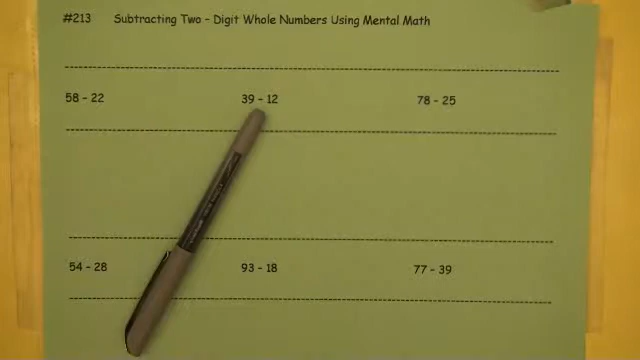 #213 Subtracting Two - Digit Whole Numbers Using Mental Math
58 - 22 39 - 12 78 - 25
54 - 28 93 - 18 77 - 39